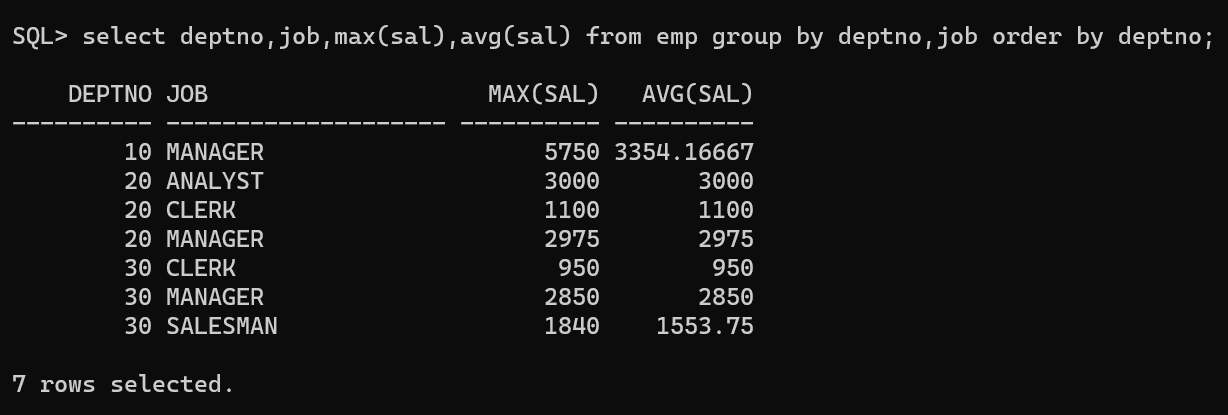 SQL> select deptno,job,max(sal),avg(sal) from emp group by deptno,job order by deptno;
    DEPTNO JOB                    MAX(SAL)   AVG(SAL)
---------- -------------------- ---------- ----------
        10 MANAGER                    5750 3354.16667
        20 ANALYST                    3000       3000
        20 CLERK                      1100       1100
        20 MANAGER                    2975       2975
        30 CLERK                       950        950
        30 MANAGER                    2850       2850
        30 SALESMAN                   1840    1553.75
7 rows selected.